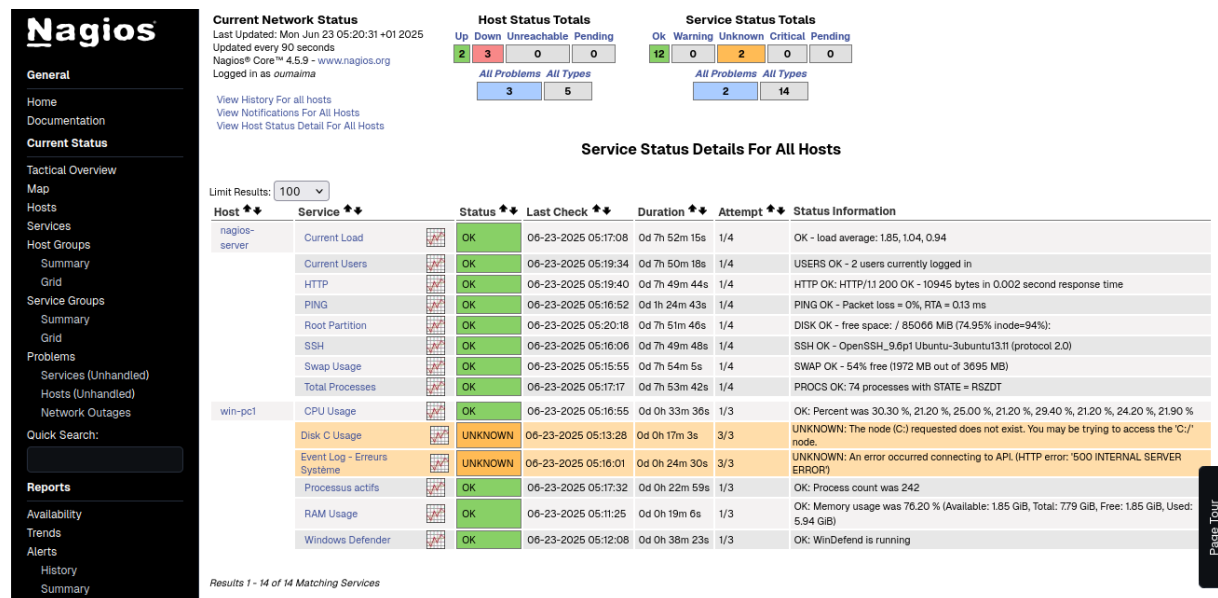 Nagios
General
Home
Documentation
Current Status
Tactical Overview
Map
Hosts
Services
Host Groups
Summary
Grid
Service Groups
Summary
Grid
Problems
Services (Unhandled)
Hosts (Unhandled)
Network Outages
Quick Search:
Reports
Availability
Trends
Alerts
History
Summary
Current Network Status
Last Updated: Mon Jun 23 05:20:31 +01 2025
Updated every 90 seconds
Nagios® Core™ 4.5.9 - www.nagios.org
Logged in as oumaima
View History For all hosts
View Notifications For All Hosts
View Host Status Detail For All Hosts
Host Status Totals
Up Down Unreachable Pending
2 3 0 0
All Problems All Types
3 5
Service Status Totals
Ok Warning Unknown Critical Pending
12 0 2 0 0
All Problems All Types
2 14
Service Status Details For All Hosts
Limit Results: 100
Host Service Status Last Check Duration Attempt Status Information
nagios-
server
Current Load OK 06-23-2025 05:17:08 0d 7h 52m 15s 1/4 OK - load average: 1.85, 1.04, 0.94
Current Users OK 06-23-2025 05:19:34 0d 7h 50m 18s 1/4 USERS OK - 2 users currently logged in
HTTP OK 06-23-2025 05:19:40 0d 7h 49m 44s 1/4 HTTP OK: HTTP/1.1 200 OK - 10945 bytes in 0.002 second response time
PING OK 06-23-2025 05:16:52 0d 1h 24m 43s 1/4 PING OK - Packet loss = 0%, RTA = 0.13 ms
Root Partition OK 06-23-2025 05:20:18 0d 7h 51m 46s 1/4 DISK OK - free space: / 85066 MiB (74.95% inode=94%):
SSH OK 06-23-2025 05:16:06 0d 7h 49m 48s 1/4 SSH OK - OpenSSH_9.6p1 Ubuntu-3ubuntu13.11 (protocol 2.0)
Swap Usage OK 06-23-2025 05:15:55 0d 7h 54m 5s 1/4 SWAP OK - 54% free (1972 MB out of 3695 MB)
Total Processes OK 06-23-2025 05:17:17 0d 7h 53m 42s 1/4 PROCS OK: 74 processes with STATE = RSZDT
win-pc1 CPU Usage OK 06-23-2025 05:16:55 0d 0h 33m 36s 1/3 OK: Percent was 30.30 %, 21.20 %, 25.00 %, 21.20 %, 29.40 %, 21.20 %, 24.20 %, 21.90 %
Disk C Usage UNKNOWN 06-23-2025 05:13:28 0d 0h 17m 3s 3/3 UNKNOWN: The node (C:) requested does not exist. You may be trying to access the 'C:/'
node.
Event Log - Erreurs
Système
UNKNOWN 06-23-2025 05:16:01 0d 0h 24m 30s 3/3 UNKNOWN: An error occurred connecting to API. (HTTP error: '500 INTERNAL SERVER
ERROR')
Processus actifs OK 06-23-2025 05:17:32 0d 0h 22m 59s 1/3 OK: Process count was 242
RAM Usage OK 06-23-2025 05:11:25 0d 0h 19m 6s 1/3 OK: Memory usage was 76.20 % (Available: 1.85 GiB, Total: 7.79 GiB, Free: 1.85 GiB, Used:
5.94 GiB)
Windows Defender OK 06-23-2025 05:12:08 0d 0h 38m 23s 1/3 OK: WinDefend is running
Results 1 - 14 of 14 Matching Services
Page Tour